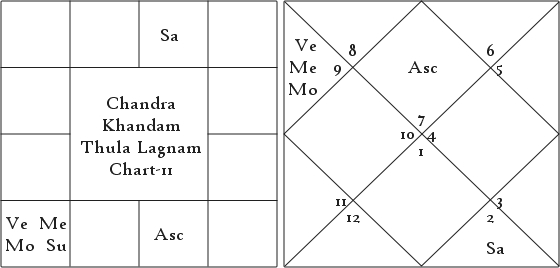 Sa
Chandra
Khandam
Thula Lagnam
Chart-11
Ve Me
Mo Su
Asc
Ve
Me
Mo
8
9
Asc
6
5
7
10 4
1
11
12
3
2
Sa